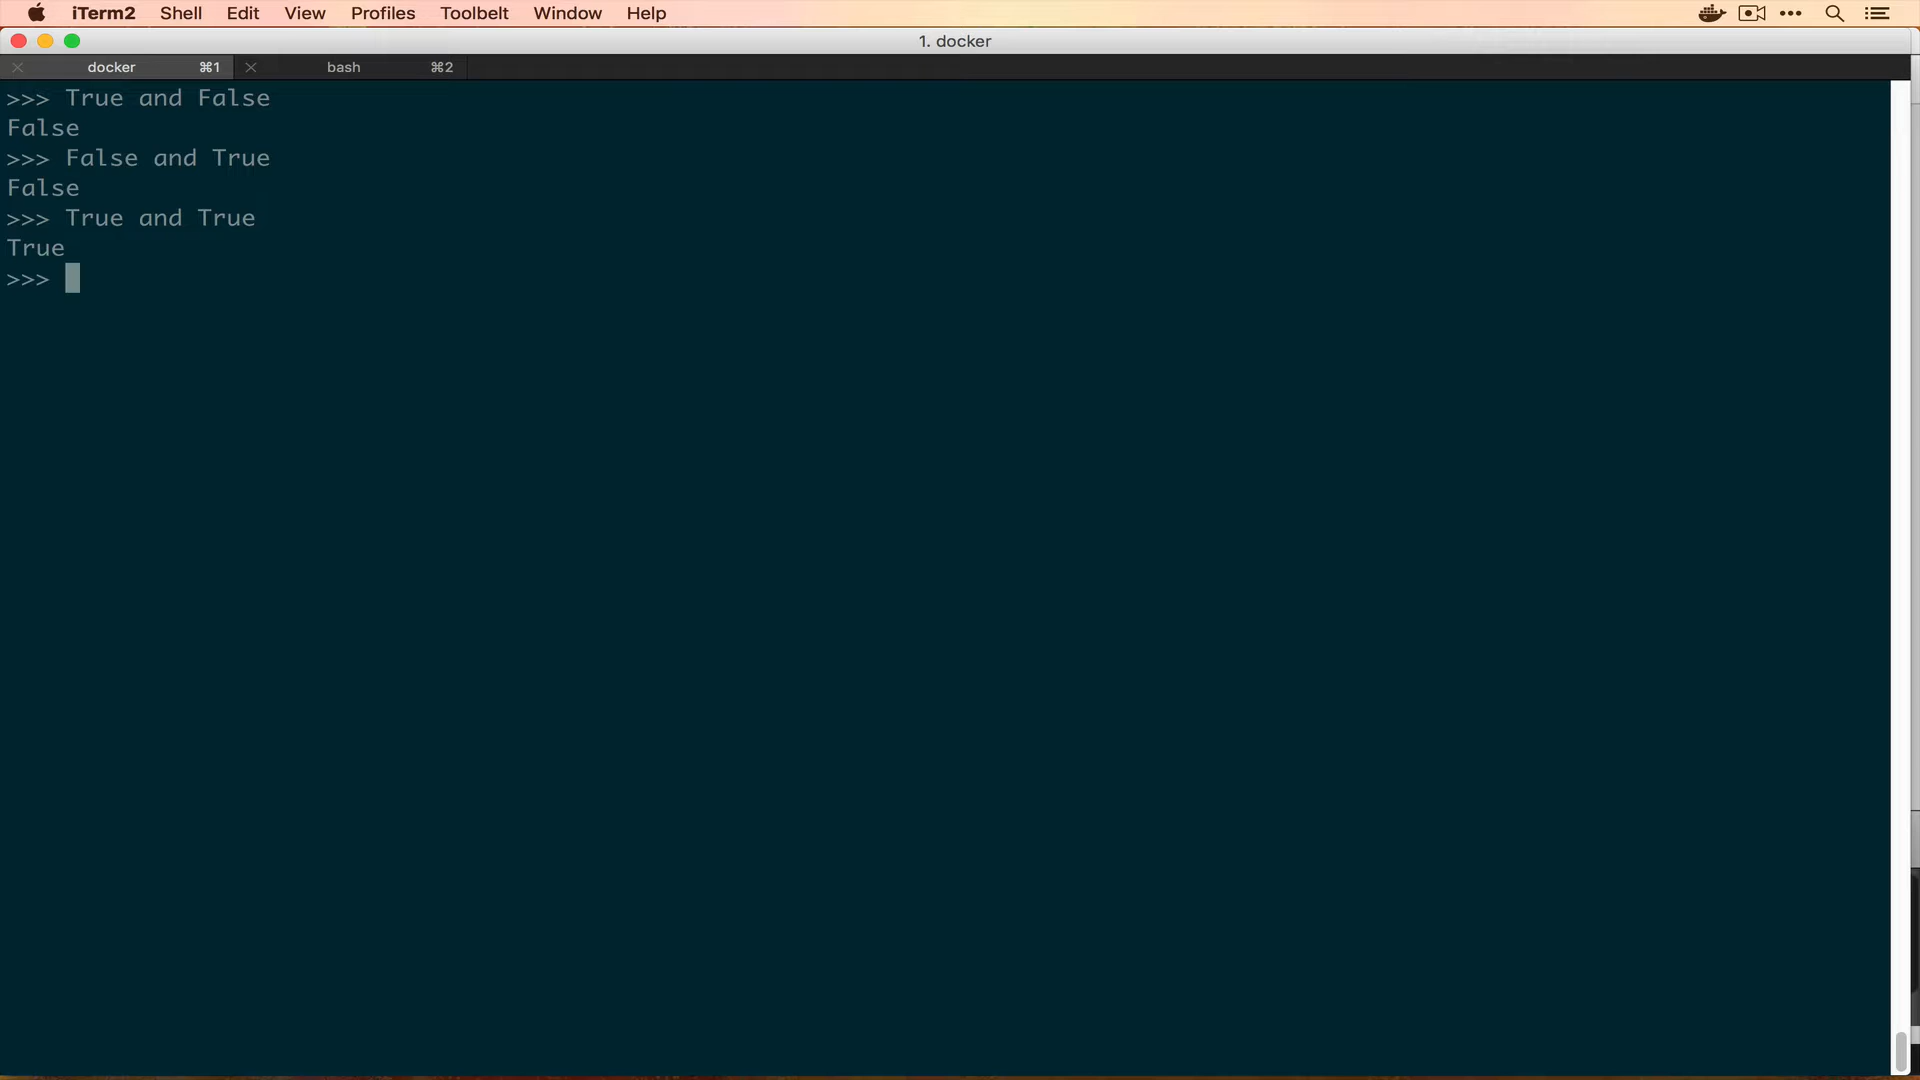 iTerm2 Shell Edit View Profiles Toolbelt Window Help
1. docker
docker ⌘1 bash ⌘2
>>> True and False
False
>>> False and True
False
>>> True and True
True
>>>